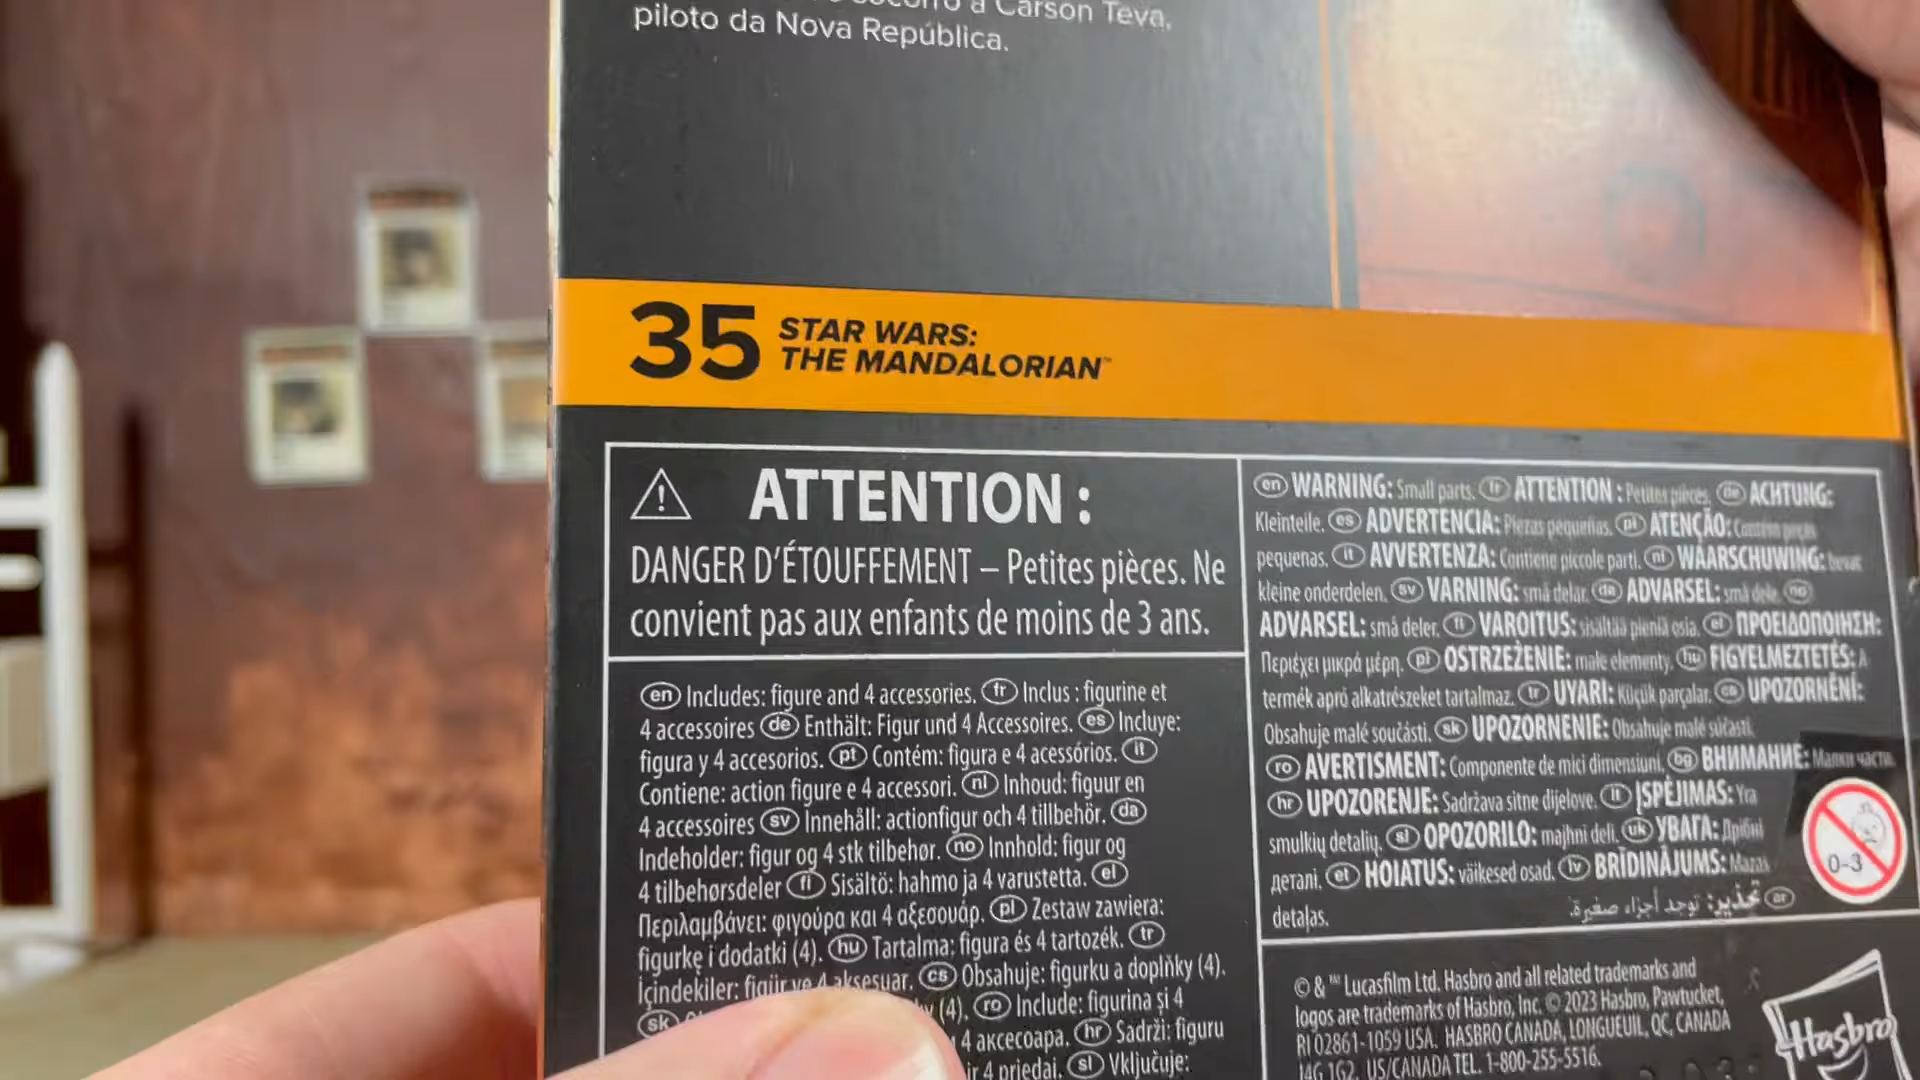 a Carson Teva,
piloto da Nova República.
35 STAR WARS:
THE MANDALORIAN™
ATTENTION :
DANGER D'ÉTOUFFEMENT – Petites pièces. Ne
convient pas aux enfants de moins de 3 ans.
en Includes: figure and 4 accessories. fr Inclus : figurine et
4 accessoires de Enthält: Figur und 4 Accessoires. es Incluye:
figura y 4 accesorios. pt Contém: figura e 4 acessórios. it
Contiene: action figure e 4 accessori. nl Inhoud: figuur en
4 accessoires sv Innehåll: actionfigur och 4 tillbehör. da
Indeholder: figur og 4 stk tilbehør. no Innhold: figur og
4 tilbehørsdeler fi Sisältö: hahmo ja 4 varustetta. el
Περιλαμβάνει: φιγούρα και 4 αξεσουάρ. pl Zestaw zawiera:
figurkę i dodatki (4). hu Tartalma: figura és 4 tartozék. tr
İçindekiler: figür ve 4 aksesuar. cs Obsahuje: figurku a doplňky (4).
sk (4). ro Include: figurina și 4
4 аксесоара. hr Sadrži: figuru
ir 4 priedai. sl Vključuje:
en WARNING: Small parts. fr ATTENTION : Petites pièces. de ACHTUNG:
Kleinteile. es ADVERTENCIA: Piezas pequeñas. pt ATENÇÃO: Contém peças
pequenas. it AVVERTENZA: Contiene piccole parti. nl WAARSCHUWING: bevat
kleine onderdelen. sv VARNING: små delar. da ADVARSEL: små dele. no
ADVARSEL: små deler. fi VAROITUS: sisältää pieniä osia. el ΠΡΟΕΙΔΟΠΟΙΗΣΗ:
Περιέχει μικρά μέρη. pl OSTRZEŻENIE: małe elementy. hu FIGYELMEZTETÉS: A
termék apró alkatrészeket tartalmaz. tr UYARI: Küçük parçalar. cs UPOZORNĚNÍ:
Obsahuje malé součásti. sk UPOZORNENIE: Obsahuje malé súčasti.
ro AVERTISMENT: Componente de mici dimensiuni. bg ВНИМАНИЕ: Малки части.
hr UPOZORENJE: Sadržava sitne dijelove. lt ĮSPĖJIMAS: Yra
smulkių detalių. sl OPOZORILO: majhni deli. uk УВАГА: Дрібні
деталі. et HOIATUS: väikesed osad. lv BRĪDINĀJUMS: Mazas
detaļas. ar تحذير: توجد أجزاء صغيرة.
0-3
© & ™ Lucasfilm Ltd. Hasbro and all related trademarks and
logos are trademarks of Hasbro, Inc. © 2023 Hasbro, Pawtucket,
RI 02861-1059 USA. HASBRO CANADA, LONGUEUIL, QC, CANADA
J4G 1G2. US/CANADA TEL. 1-800-255-5516.
Hasbro